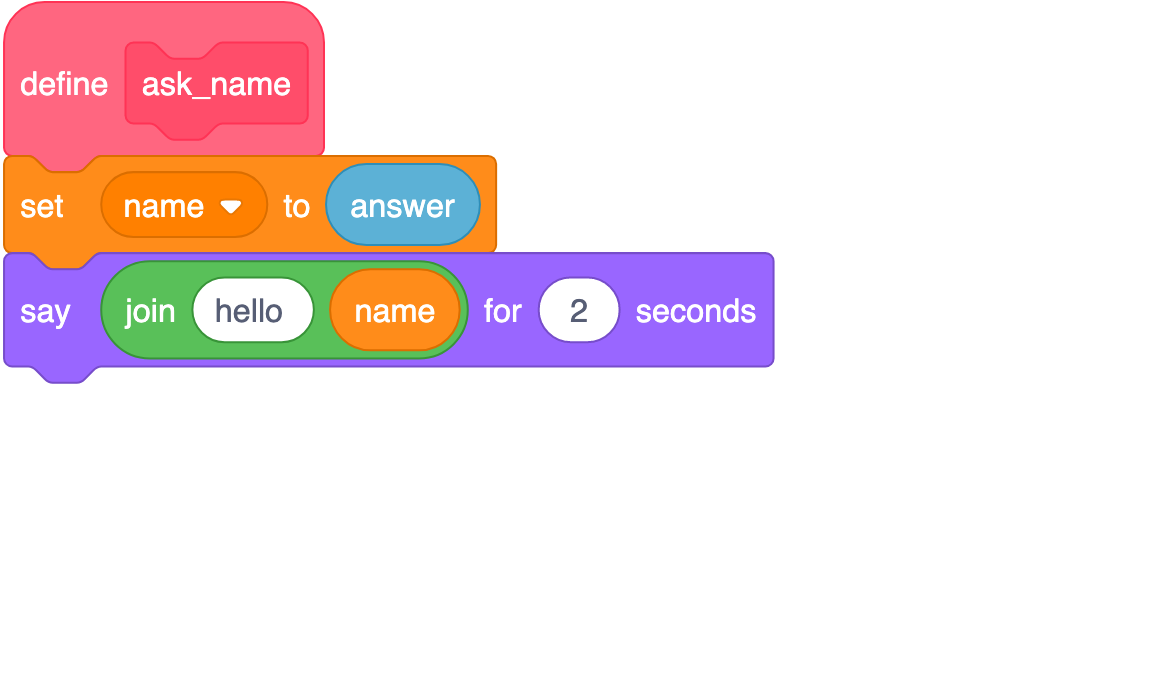 define ask_name
set name to answer
say join hello name for 2 seconds